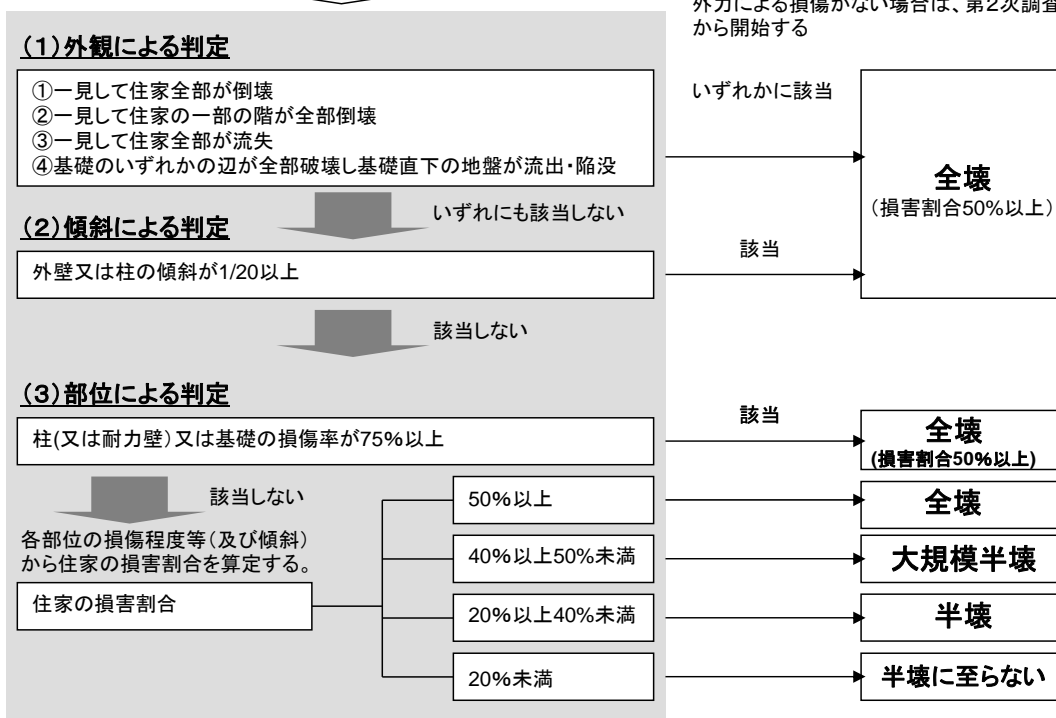 外力による損傷がない場合は、第2次調査
から開始する
（１）外観による判定
①一見して住家全部が倒壊
②一見して住家の一部の階が全部倒壊
③一見して住家全部が流失
④基礎のいずれかの辺が全部破壊し基礎直下の地盤が流出・陥没
いずれかに該当
全壊
（損害割合50%以上）
いずれにも該当しない
（２）傾斜による判定
外壁又は柱の傾斜が1/20以上
該当
該当しない
（３）部位による判定
柱(又は耐力壁）又は基礎の損傷率が75%以上
該当
全壊
(損害割合50%以上)
該当しない
各部位の損傷程度等（及び傾斜）
から住家の損害割合を算定する。
住家の損害割合
50%以上
全壊
40%以上50%未満
大規模半壊
20%以上40%未満
半壊
20%未満
半壊に至らない